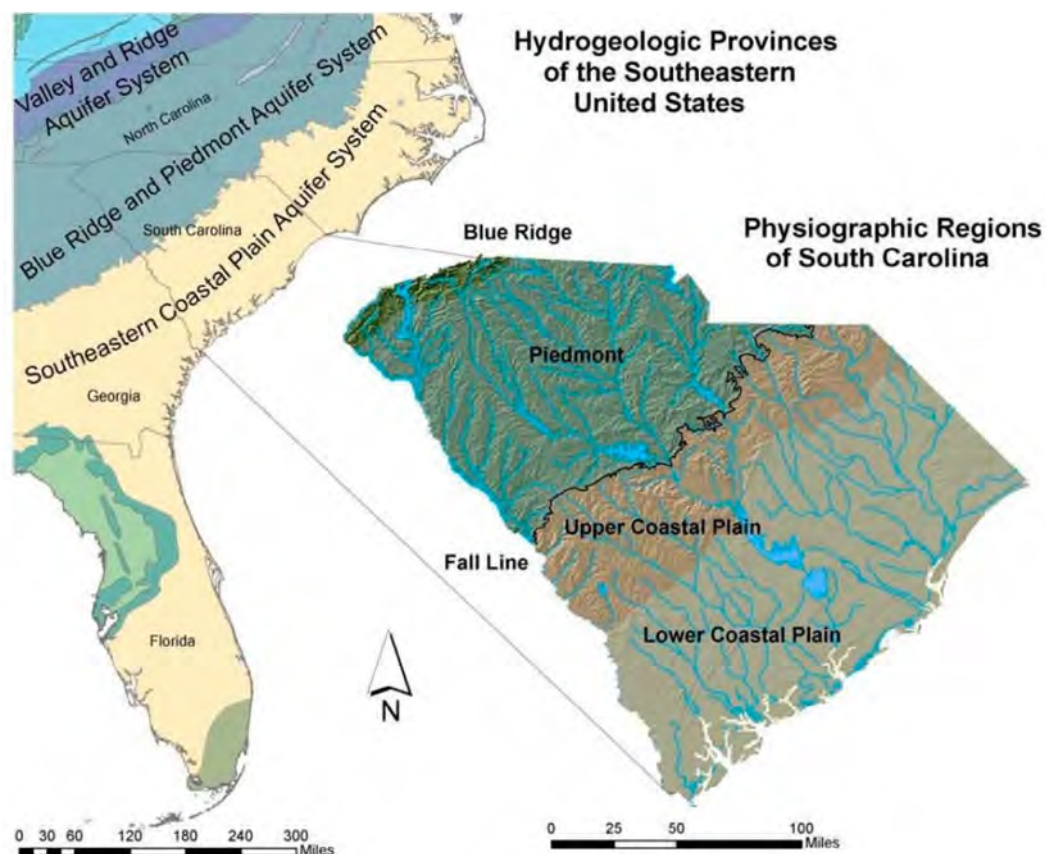 Hydrogeologic Provinces
of the Southeastern
United States
Valley and Ridge
Aquifer System
North Carolina
Blue Ridge and Piedmont Aquifer System
South Carolina
Southeastern Coastal Plain Aquifer System
Georgia
Florida
Physiographic Regions
of South Carolina
Blue Ridge
Piedmont
Upper Coastal Plain
Fall Line
Lower Coastal Plain
N
0 30 60 120 180 240 300
Miles
0 25 50 100
Miles